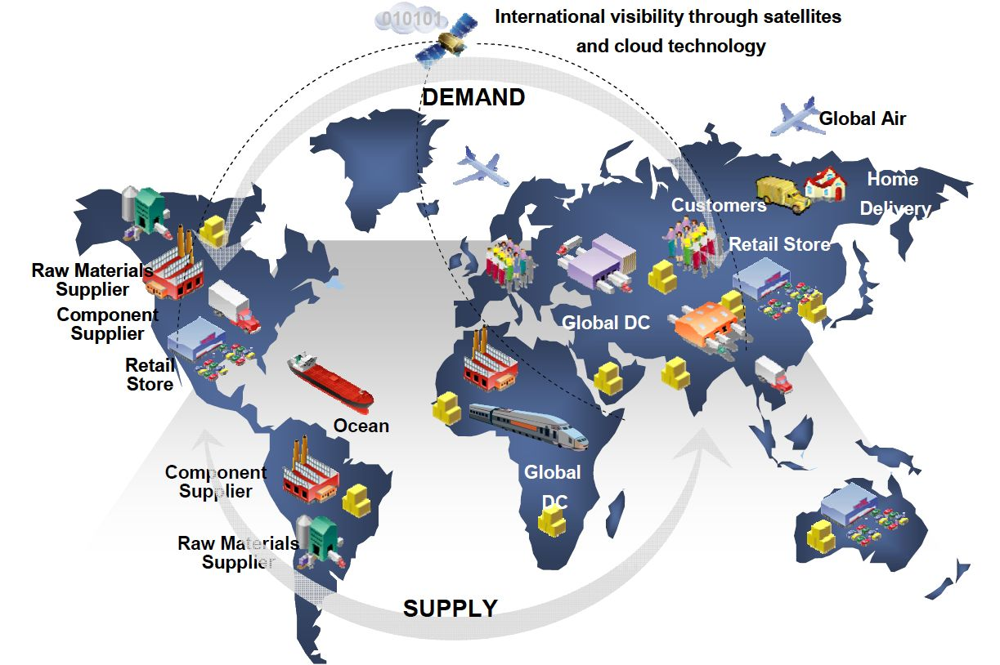 010101
International visibility through satellites
and cloud technology
DEMAND
Global Air
Home
Delivery
Customers
Retail Store
Raw Materials
Supplier
Component
Supplier
Global DC
Retail
Store
Ocean
Component
Supplier
Global
DC
Raw Materials
Supplier
SUPPLY